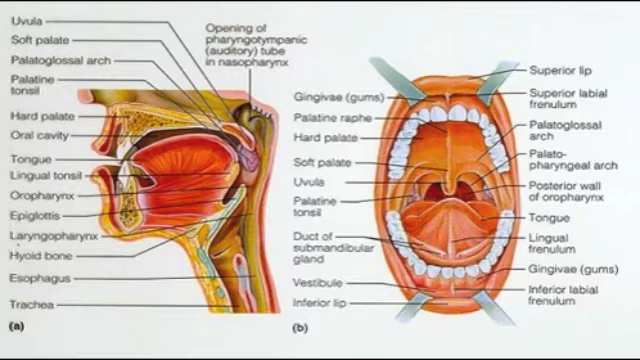 Uvula
Soft palate
Palatoglossal arch
Palatine
tonsil
Hard palate
Oral cavity
Tongue
Lingual tonsil
Oropharynx
Epiglottis
Laryngopharynx
Hyoid bone
Esophagus
Trachea
(a)
Opening of
pharyngotympanic
(auditory) tube
in nasopharynx
Gingivae (gums)
Palatine raphe
Hard palate
Soft palate
Uvula
Palatine
tonsil
Duct of
submandibular
gland
Vestibule
Inferior lip
(b)
Superior lip
Superior labial
frenulum
Palatoglossal
arch
Palato-
pharyngeal arch
Posterior wall
of oropharynx
Tongue
Lingual
frenulum
Gingivae (gums)
Inferior labial
frenulum